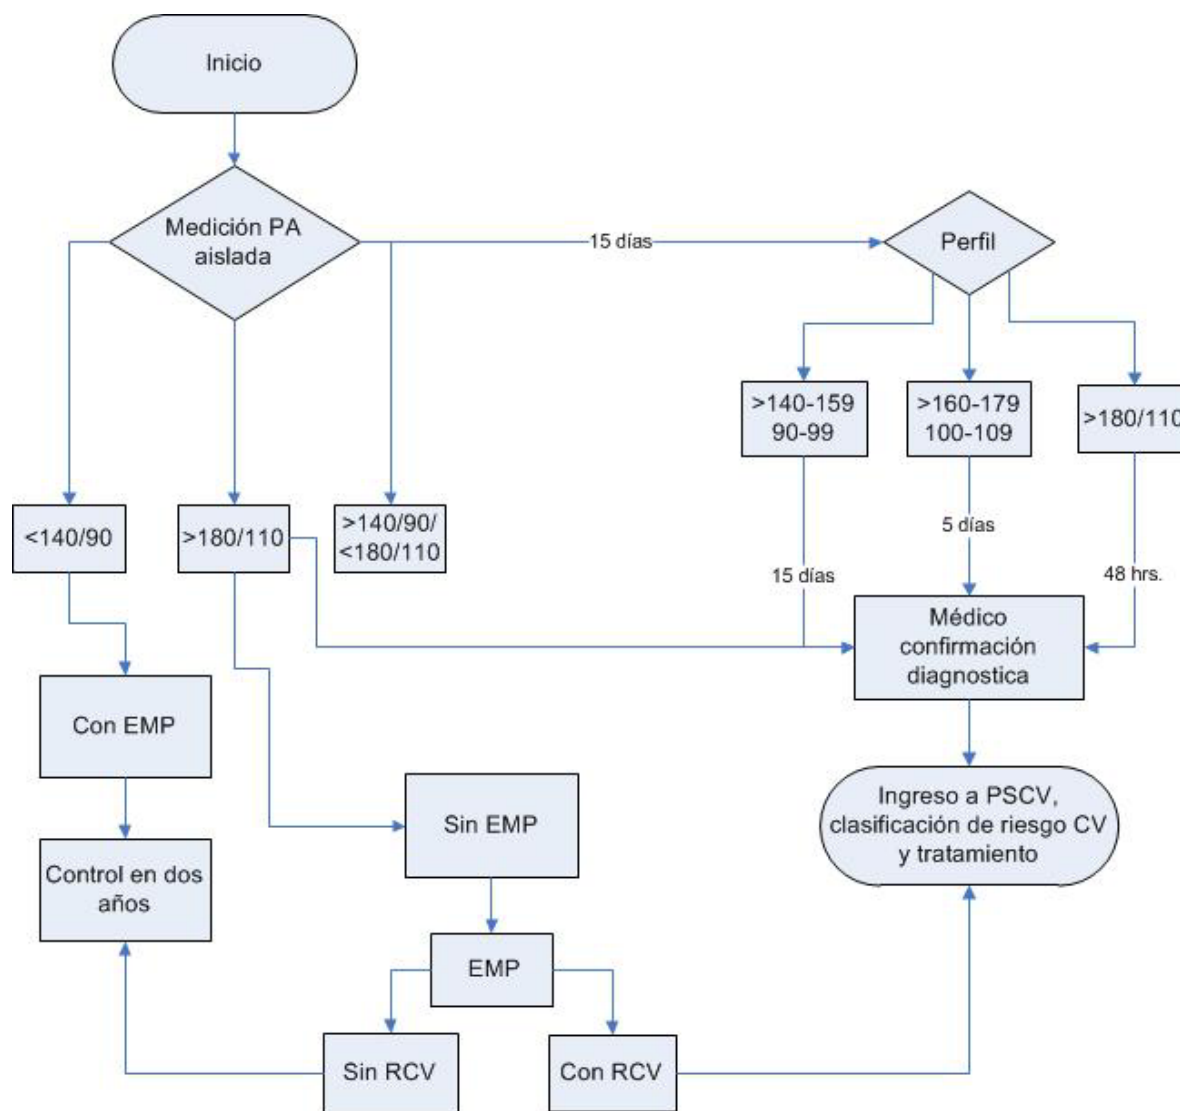 Inicio
Medición PA
aislada
15 días
Perfil
>140-159
90-99
>160-179
100-109
>180/110
<140/90
>180/110
>140/90/
<180/110
5 días
15 días
48 hrs.
Médico
confirmación
diagnostica
Con EMP
Sin EMP
Ingreso a PSCV,
clasificación de riesgo CV
y tratamiento
Control en dos
años
EMP
Sin RCV
Con RCV